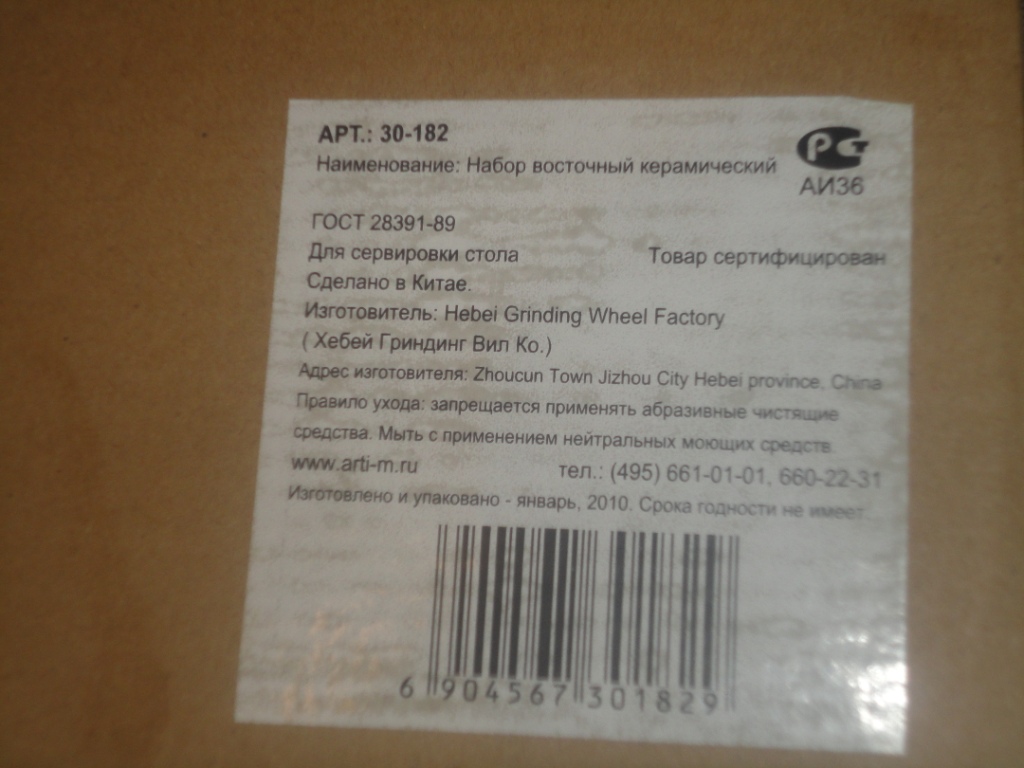 АРТ.: 30-182
Наименование: Набор восточный керамический
РСТ
АИ36
ГОСТ 28391-89
Для сервировки стола Товар сертифицирован
Сделано в Китае.
Изготовитель: Hebei Grinding Wheel Factory
( Хебей Гриндинг Вил Ко.)
Адрес изготовителя: Zhoucun Town Jizhou City Hebei province, China
Правило ухода: запрещается применять абразивные чистящие
средства. Мыть с применением нейтральных моющих средств.
www.arti-m.ru тел.: (495) 661-01-01, 660-22-31
Изготовлено и упаковано - январь, 2010. Срока годности не имеет.
6 904567 301829